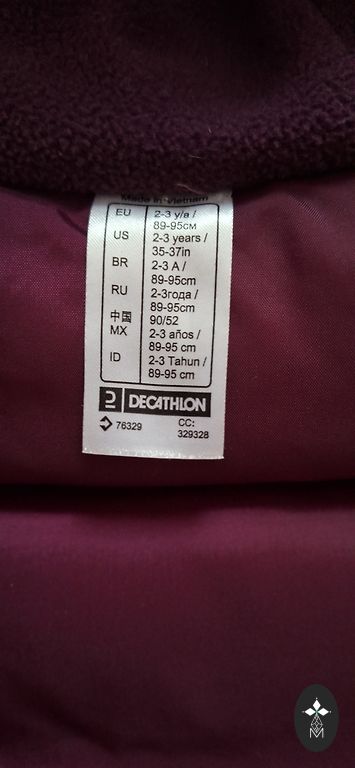 Made in Vietnam
EU 2-3 y/a /
89-95см
US 2-3 years /
35-37in
BR 2-3 A /
89-95cm
RU 2-3года /
89-95cm
中国 90/52
MX 2-3 años /
89-95 cm
ID 2-3 Tahun /
89-95 cm
DECATHLON
76329 CC:
329328
M